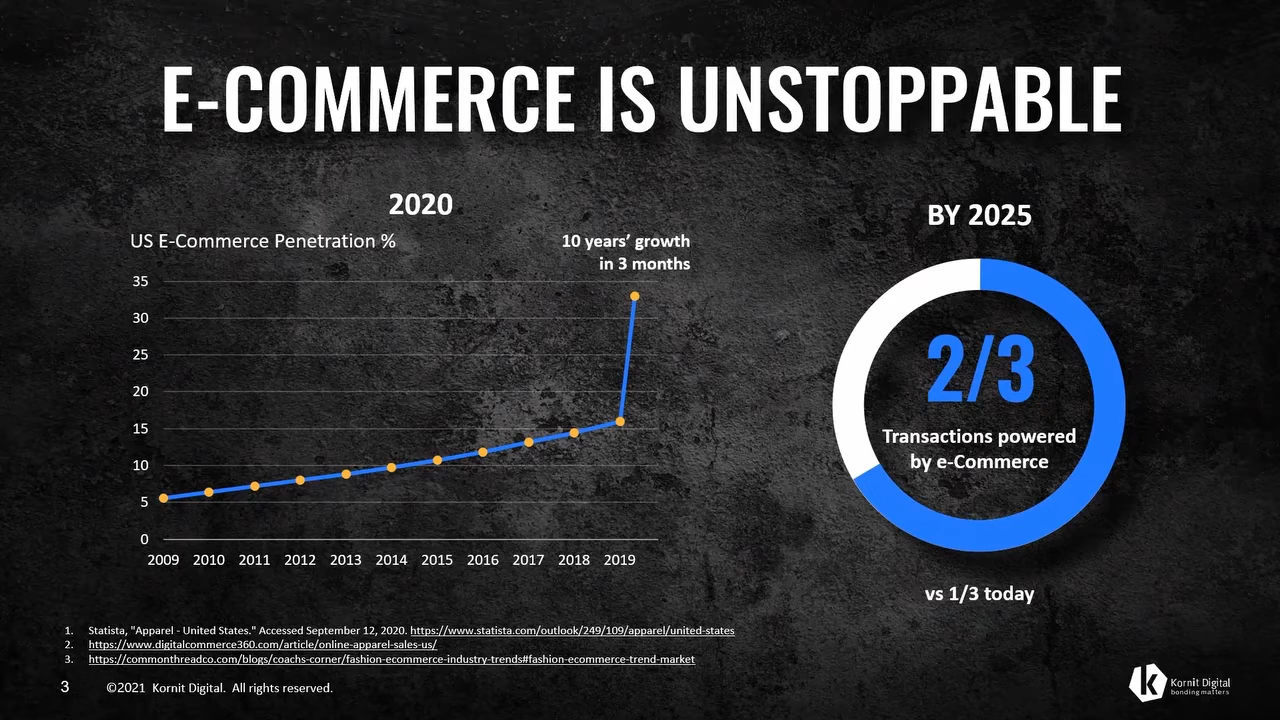 E-COMMERCE IS UNSTOPPABLE
2020
US E-Commerce Penetration %
10 years’ growth
in 3 months
35
30
25
20
15
10
5
0
2009 2010 2011 2012 2013 2014 2015 2016 2017 2018 2019
BY 2025
2/3
Transactions powered
by e-Commerce
vs 1/3 today
1. Statista, "Apparel - United States." Accessed September 12, 2020. https://www.statista.com/outlook/249/109/apparel/united-states
2. https://www.digitalcommerce360.com/article/online-apparel-sales-us/
3. https://commonthreadco.com/blogs/coachs-corner/fashion-ecommerce-industry-trends#fashion-ecommerce-trend-market
3 ©2021 Kornit Digital. All rights reserved.
K
Kornit Digital
bonding matters